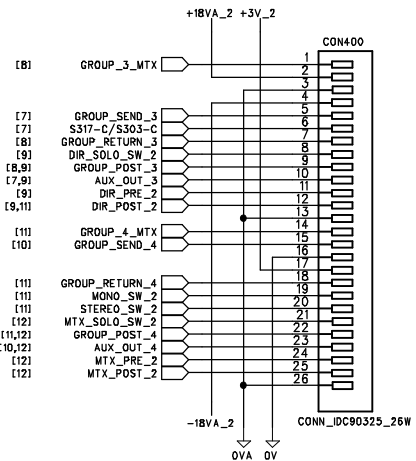 +18VA_2 +3V_2
CON400
[8] GROUP_3_MTX 1
2
3
4
[7] GROUP_SEND_3 5
[7] S317-C/S303-C 6
[8] GROUP_RETURN_3 7
[9] DIR_SOLO_SW_2 8
[8,9] GROUP_POST_3 9
[7,9] AUX_OUT_3 10
[9] DIR_PRE_2 11
[9,11] DIR_POST_2 12
13
[11] GROUP_4_MTX 14
[10] GROUP_SEND_4 15
16
17
[11] GROUP_RETURN_4 18
[11] MONO_SW_2 19
[11] STEREO_SW_2 20
[12] MTX_SOLO_SW_2 21
[11,12] GROUP_POST_4 22
[10,12] AUX_OUT_4 23
[12] MTX_PRE_2 24
[12] MTX_POST_2 25
26
-18VA_2 CONN_IDC90325_26W
0VA 0V